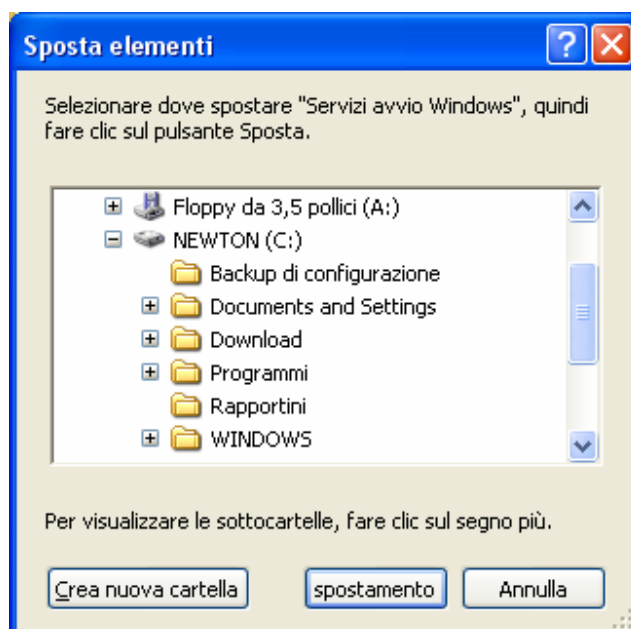 Sposta elementi
Selezionare dove spostare "Servizi avvio Windows", quindi
fare clic sul pulsante Sposta.
Floppy da 3,5 pollici (A:)
NEWTON (C:)
Backup di configurazione
Documents and Settings
Download
Programmi
Rapportini
WINDOWS
Per visualizzare le sottocartelle, fare clic sul segno più.
Crea nuova cartella spostamento Annulla